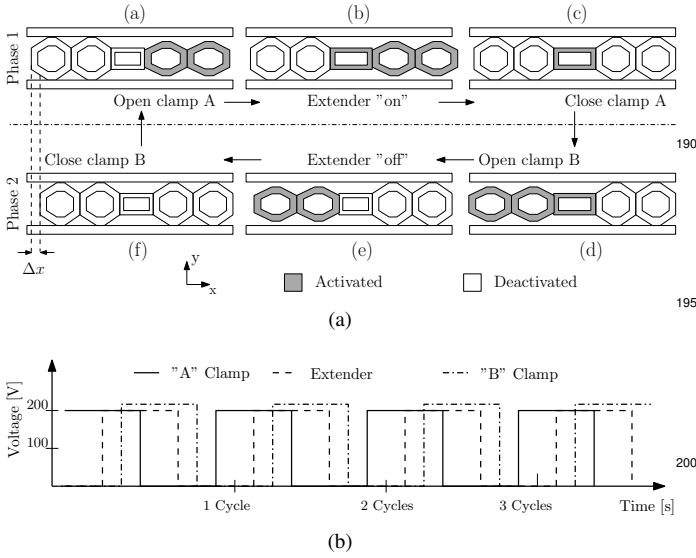 (a) (b) (c)
Phase 1
Open clamp A Extender "on" Close clamp A
190
Close clamp B Extender "off" Open clamp B
Phase 2
(f) (e) (d)
Δx
y
x
Activated Deactivated
195
(a)
"A" Clamp Extender "B" Clamp
Voltage [V]
200
100
200
1 Cycle 2 Cycles 3 Cycles Time [s]
(b)